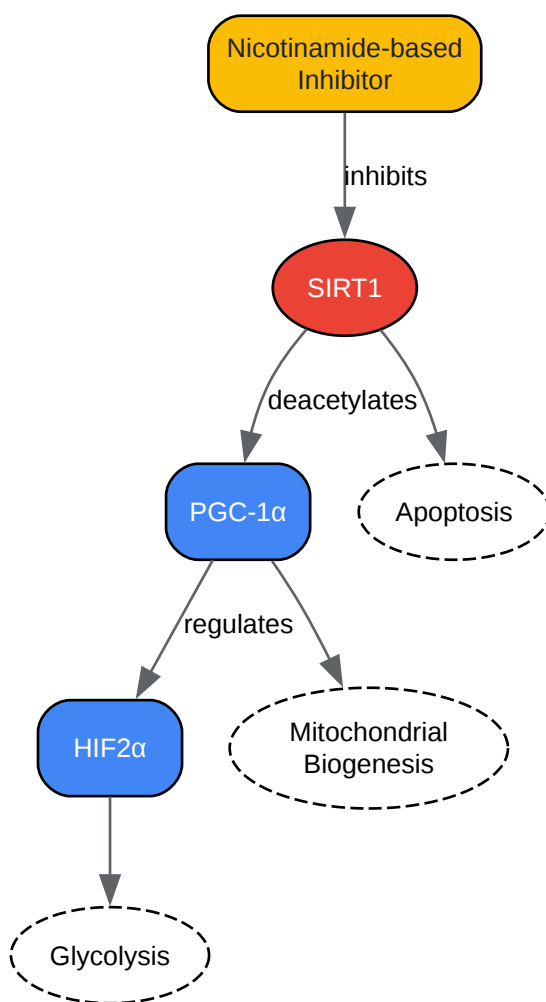 Nicotinamide-based
Inhibitor
inhibits
SIRT1
deacetylates
PGC-1α
Apoptosis
regulates
HIF2α
Mitochondrial
Biogenesis
Glycolysis